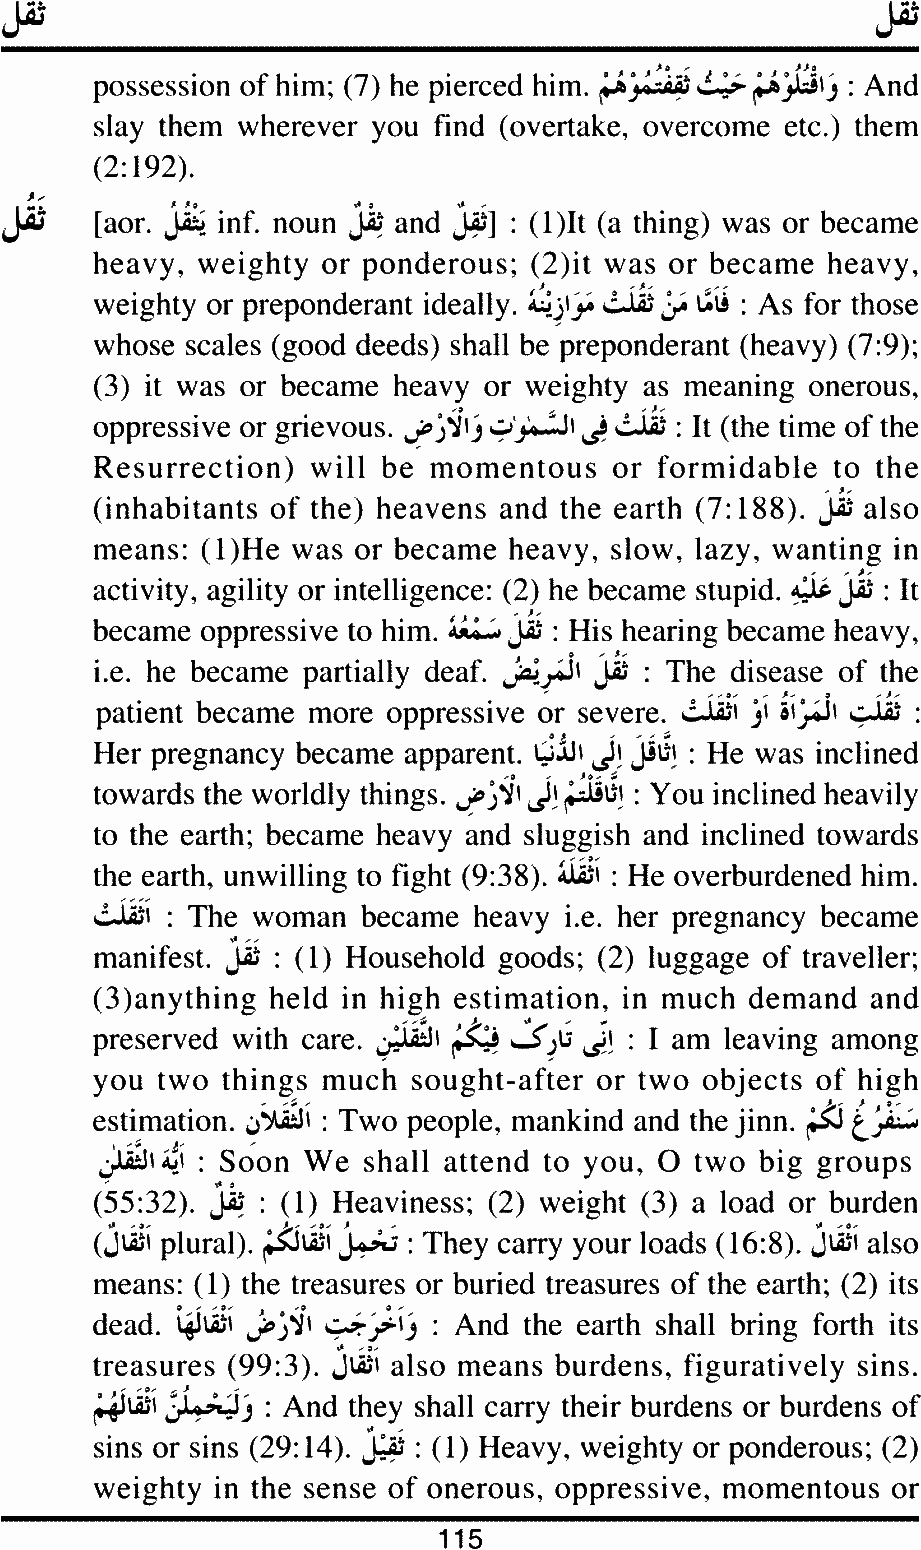 ثقل ثقل
possession of him; (7) he pierced him. وَاقْتُلُوْهُمْ حَيْثُ ثَقِفْتُمُوْهُمْ : And
slay them wherever you find (overtake, overcome etc.) them
(2:192).
ثَقُلَ [aor. يَثْقُلُ inf. noun ثِقْلٌ and ثِقَلٌ] : (1)It (a thing) was or became
heavy, weighty or ponderous; (2)it was or became heavy,
weighty or preponderant ideally. فَاَمَّا مَنْ ثَقُلَتْ مَوَازِيْنُهٗ : As for those
whose scales (good deeds) shall be preponderant (heavy) (7:9);
(3) it was or became heavy or weighty as meaning onerous,
oppressive or grievous. ثَقُلَتْ فِى السَّمٰوٰتِ وَالْاَرْضِ : It (the time of the
Resurrection) will be momentous or formidable to the
(inhabitants of the) heavens and the earth (7:188). ثَقُلَ also
means: (1)He was or became heavy, slow, lazy, wanting in
activity, agility or intelligence: (2) he became stupid. ثَقُلَ عَلَيْهِ : It
became oppressive to him. ثَقُلَ سَمْعُهٗ : His hearing became heavy,
i.e. he became partially deaf. ثَقُلَ الْمَرِيْضُ : The disease of the
patient became more oppressive or severe. ثَقُلَتِ الْمَرْاَةُ اَوْ اَثْقَلَتْ :
Her pregnancy became apparent. اِثَّاقَلَ اِلَى الدُّنْيَا : He was inclined
towards the worldly things. اِثَّاقَلْتُمْ اِلَى الْاَرْضِ : You inclined heavily
to the earth; became heavy and sluggish and inclined towards
the earth, unwilling to fight (9:38). اَثْقَلَهٗ : He overburdened him.
اَثْقَلَتْ : The woman became heavy i.e. her pregnancy became
manifest. ثَقَلٌ : (1) Household goods; (2) luggage of traveller;
(3)anything held in high estimation, in much demand and
preserved with care. اِنِّى تَارِكٌ فِيْكُمُ الثَّقَلَيْنِ : I am leaving among
you two things much sought-after or two objects of high
estimation. اَلثَّقَلَانِ : Two people, mankind and the jinn. سَنَفْرُغُ لَكُمْ
اَيُّهَ الثَّقَلٰنِ : Soon We shall attend to you, O two big groups
(55:32). ثِقْلٌ : (1) Heaviness; (2) weight (3) a load or burden
(اَثْقَالٌ plural). تَحْمِلُ اَثْقَالَكُمْ : They carry your loads (16:8). اَثْقَالٌ also
means: (1) the treasures or buried treasures of the earth; (2) its
dead. وَاَخْرَجَتِ الْاَرْضُ اَثْقَالَهَا : And the earth shall bring forth its
treasures (99:3). اَثْقَالٌ also means burdens, figuratively sins.
وَلَيَحْمِلُنَّ اَثْقَالَهُمْ : And they shall carry their burdens or burdens of
sins or sins (29:14). ثَقِيْلٌ : (1) Heavy, weighty or ponderous; (2)
weighty in the sense of onerous, oppressive, momentous or
115